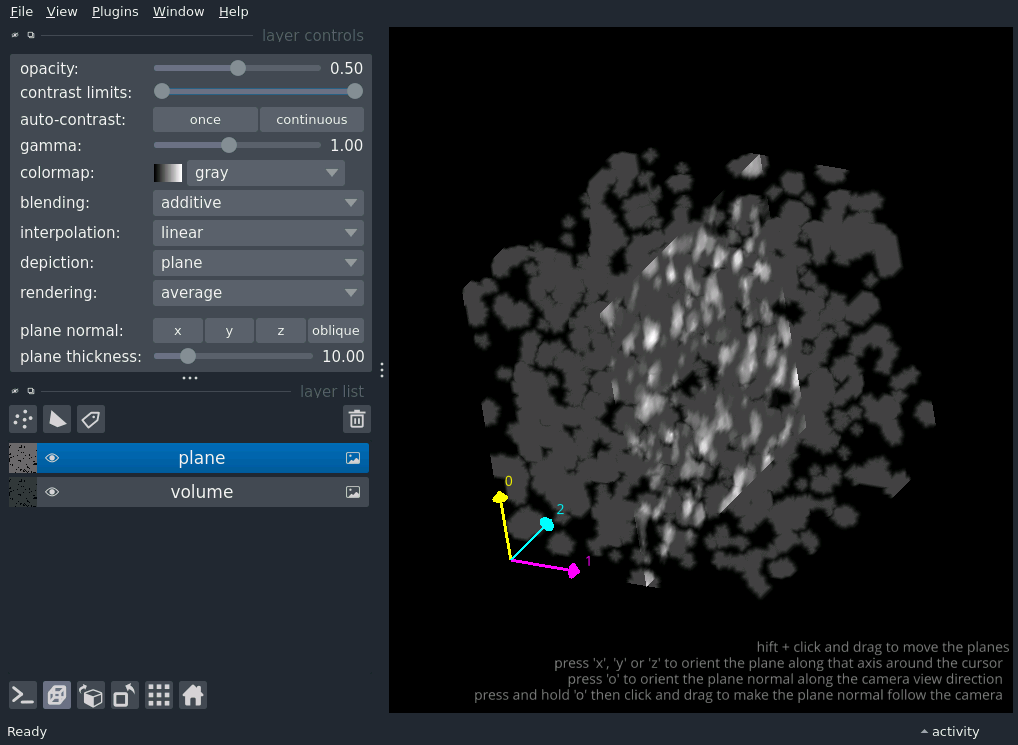 File View Plugins Window Help
layer controls
opacity: 0.50
contrast limits:
auto-contrast: once continuous
gamma: 1.00
colormap: gray
blending: additive
interpolation: linear
depiction: plane
rendering: average
plane normal: x y z oblique
plane thickness: 10.00
layer list
plane
volume
0
2
1
hift + click and drag to move the planes
press 'x', 'y' or 'z' to orient the plane along that axis around the cursor
press 'o' to orient the plane normal along the camera view direction
press and hold 'o' then click and drag to make the plane normal follow the camera
Ready activity